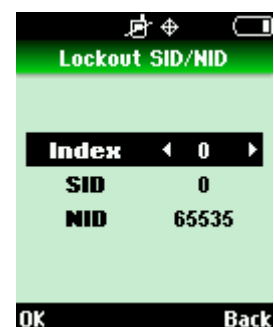 Lockout SID/NID
Index 0
SID 0
NID 65535
OK Back